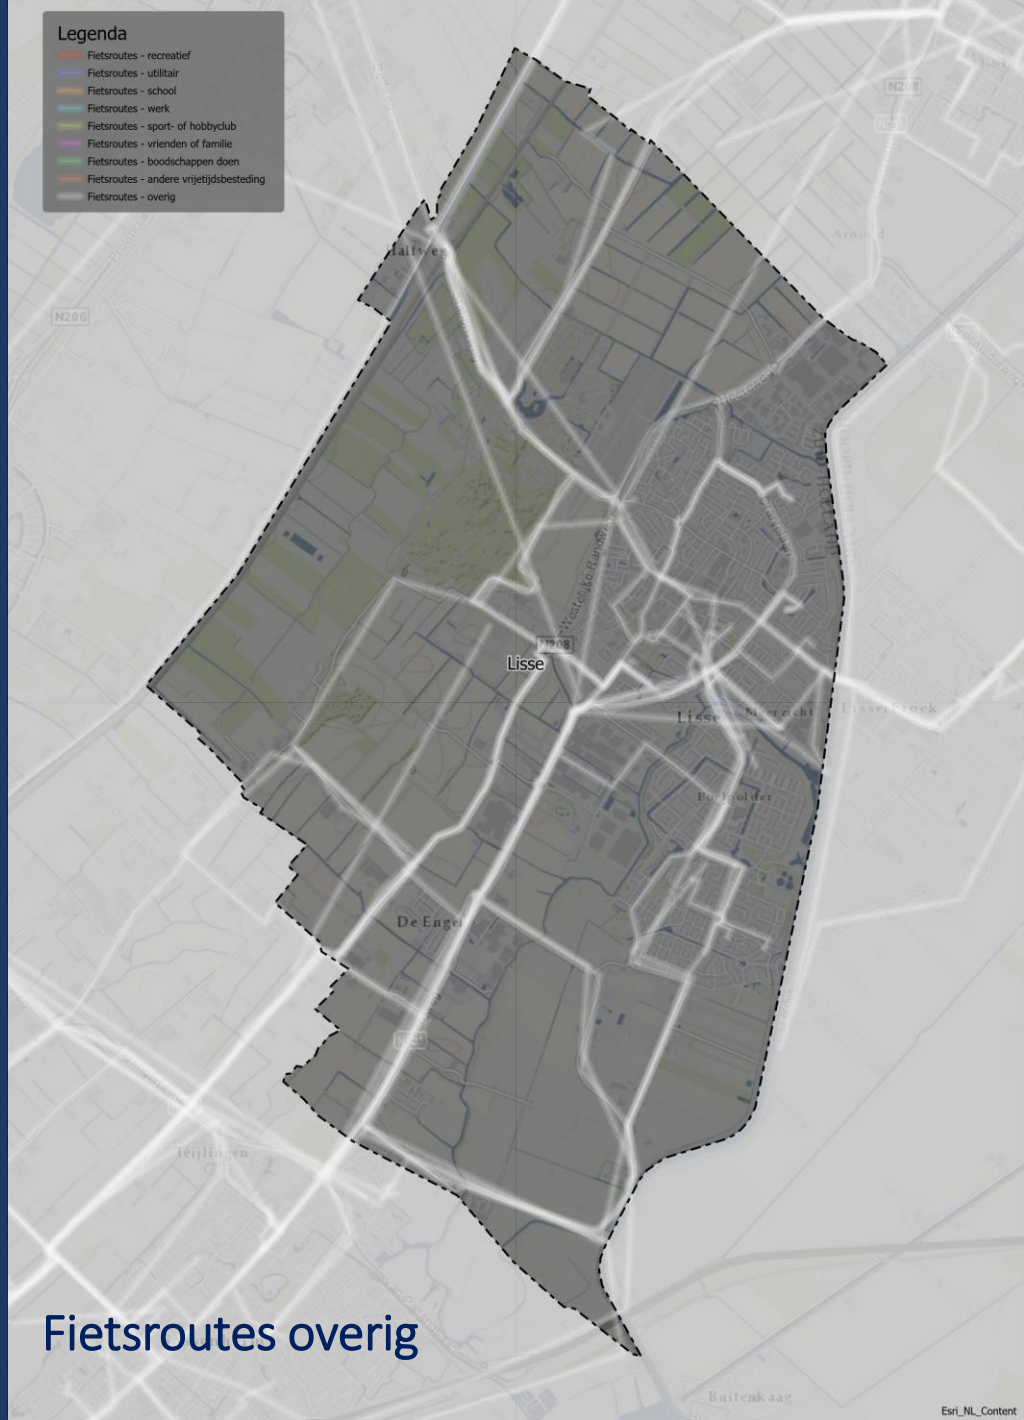 Legenda
Fietsroutes - recreatief
Fietsroutes - utilitair
Fietsroutes - school
Fietsroutes - werk
Fietsroutes - sport- of hobbyclub
Fietsroutes - vrienden of familie
Fietsroutes - boodschappen doen
Fietsroutes - andere vrijetijdsbesteding
Fietsroutes - overig
N208
Halfweg
N206
Westelijke Randweg
N208
Lisse
Lisse
Meerzicht
Lisserbroek
Poelpolder
De Engel
Teijlingen
Fietsroutes overig
Buitenkaag
Esri_NL_Content